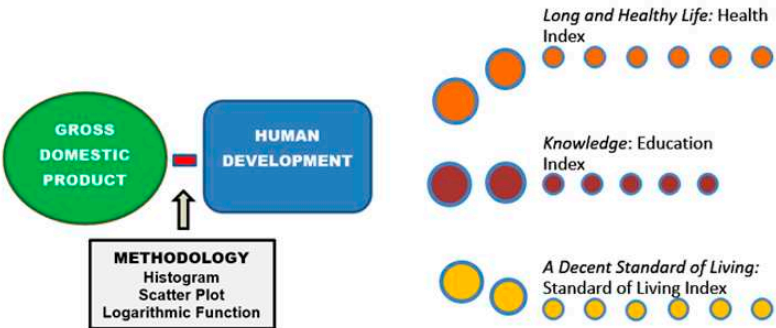 GROSS
DOMESTIC
PRODUCT
HUMAN
DEVELOPMENT
METHODOLOGY
Histogram
Scatter Plot
Logarithmic Function
Long and Healthy Life: Health
Index
Knowledge: Education
Index
A Decent Standard of Living:
Standard of Living Index